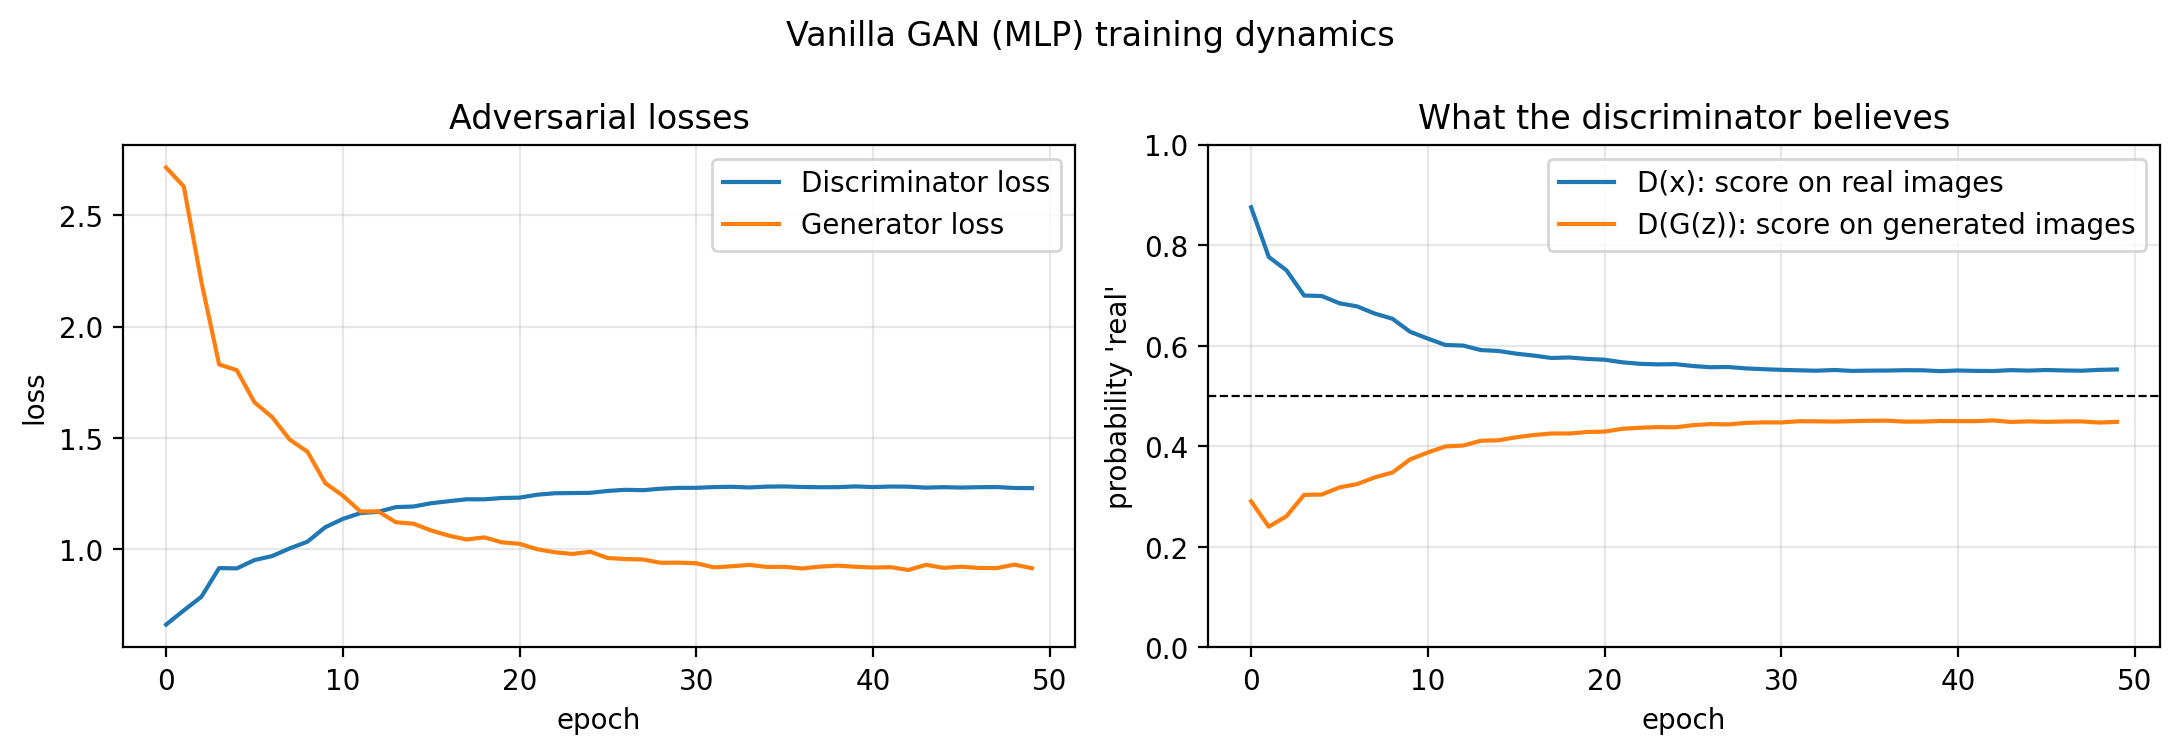 Vanilla GAN (MLP) training dynamics
Adversarial losses
Discriminator loss
Generator loss
2.5
2.0
1.5
1.0
loss
0
10
20
30
40
50
epoch
What the discriminator believes
D(x): score on real images
D(G(z)): score on generated images
1.0
0.8
0.6
0.4
0.2
0.0
probability 'real'
0
10
20
30
40
50
epoch